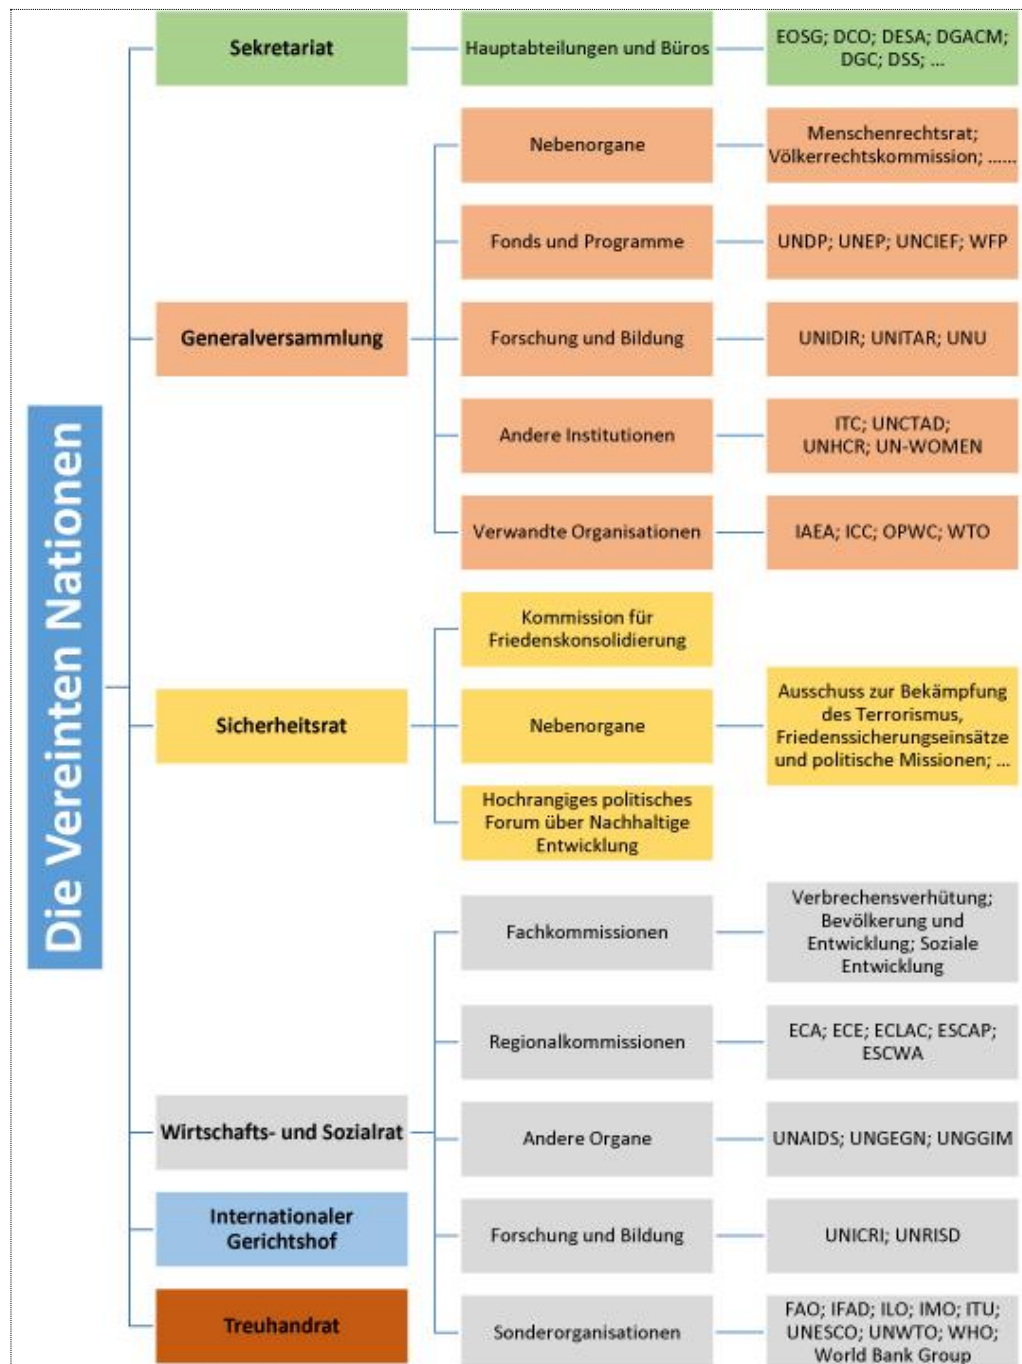 Die Vereinten Nationen
Sekretariat
Hauptabteilungen und Büros
EOSG; DCO; DESA; DGACM;
DGC; DSS; ...
Generalversammlung
Nebenorgane
Menschenrechtsrat;
Völkerrechtskommission; ......
Fonds und Programme
UNDP; UNEP; UNCIEF; WFP
Forschung und Bildung
UNIDIR; UNITAR; UNU
Andere Institutionen
ITC; UNCTAD;
UNHCR; UN-WOMEN
Verwandte Organisationen
IAEA; ICC; OPWC; WTO
Sicherheitsrat
Kommission für
Friedenskonsolidierung
Nebenorgane
Ausschuss zur Bekämpfung
des Terrorismus,
Friedenssicherungseinsätze
und politische Missionen; ...
Hochrangiges politisches
Forum über Nachhaltige
Entwicklung
Wirtschafts- und Sozialrat
Fachkommissionen
Verbrechensverhütung;
Bevölkerung und
Entwicklung; Soziale
Entwicklung
Regionalkommissionen
ECA; ECE; ECLAC; ESCAP;
ESCWA
Andere Organe
UNAIDS; UNGEGN; UNGGIM
Forschung und Bildung
UNICRI; UNRISD
Sonderorganisationen
FAO; IFAD; ILO; IMO; ITU;
UNESCO; UNWTO; WHO;
World Bank Group
Internationaler
Gerichtshof
Treuhandrat